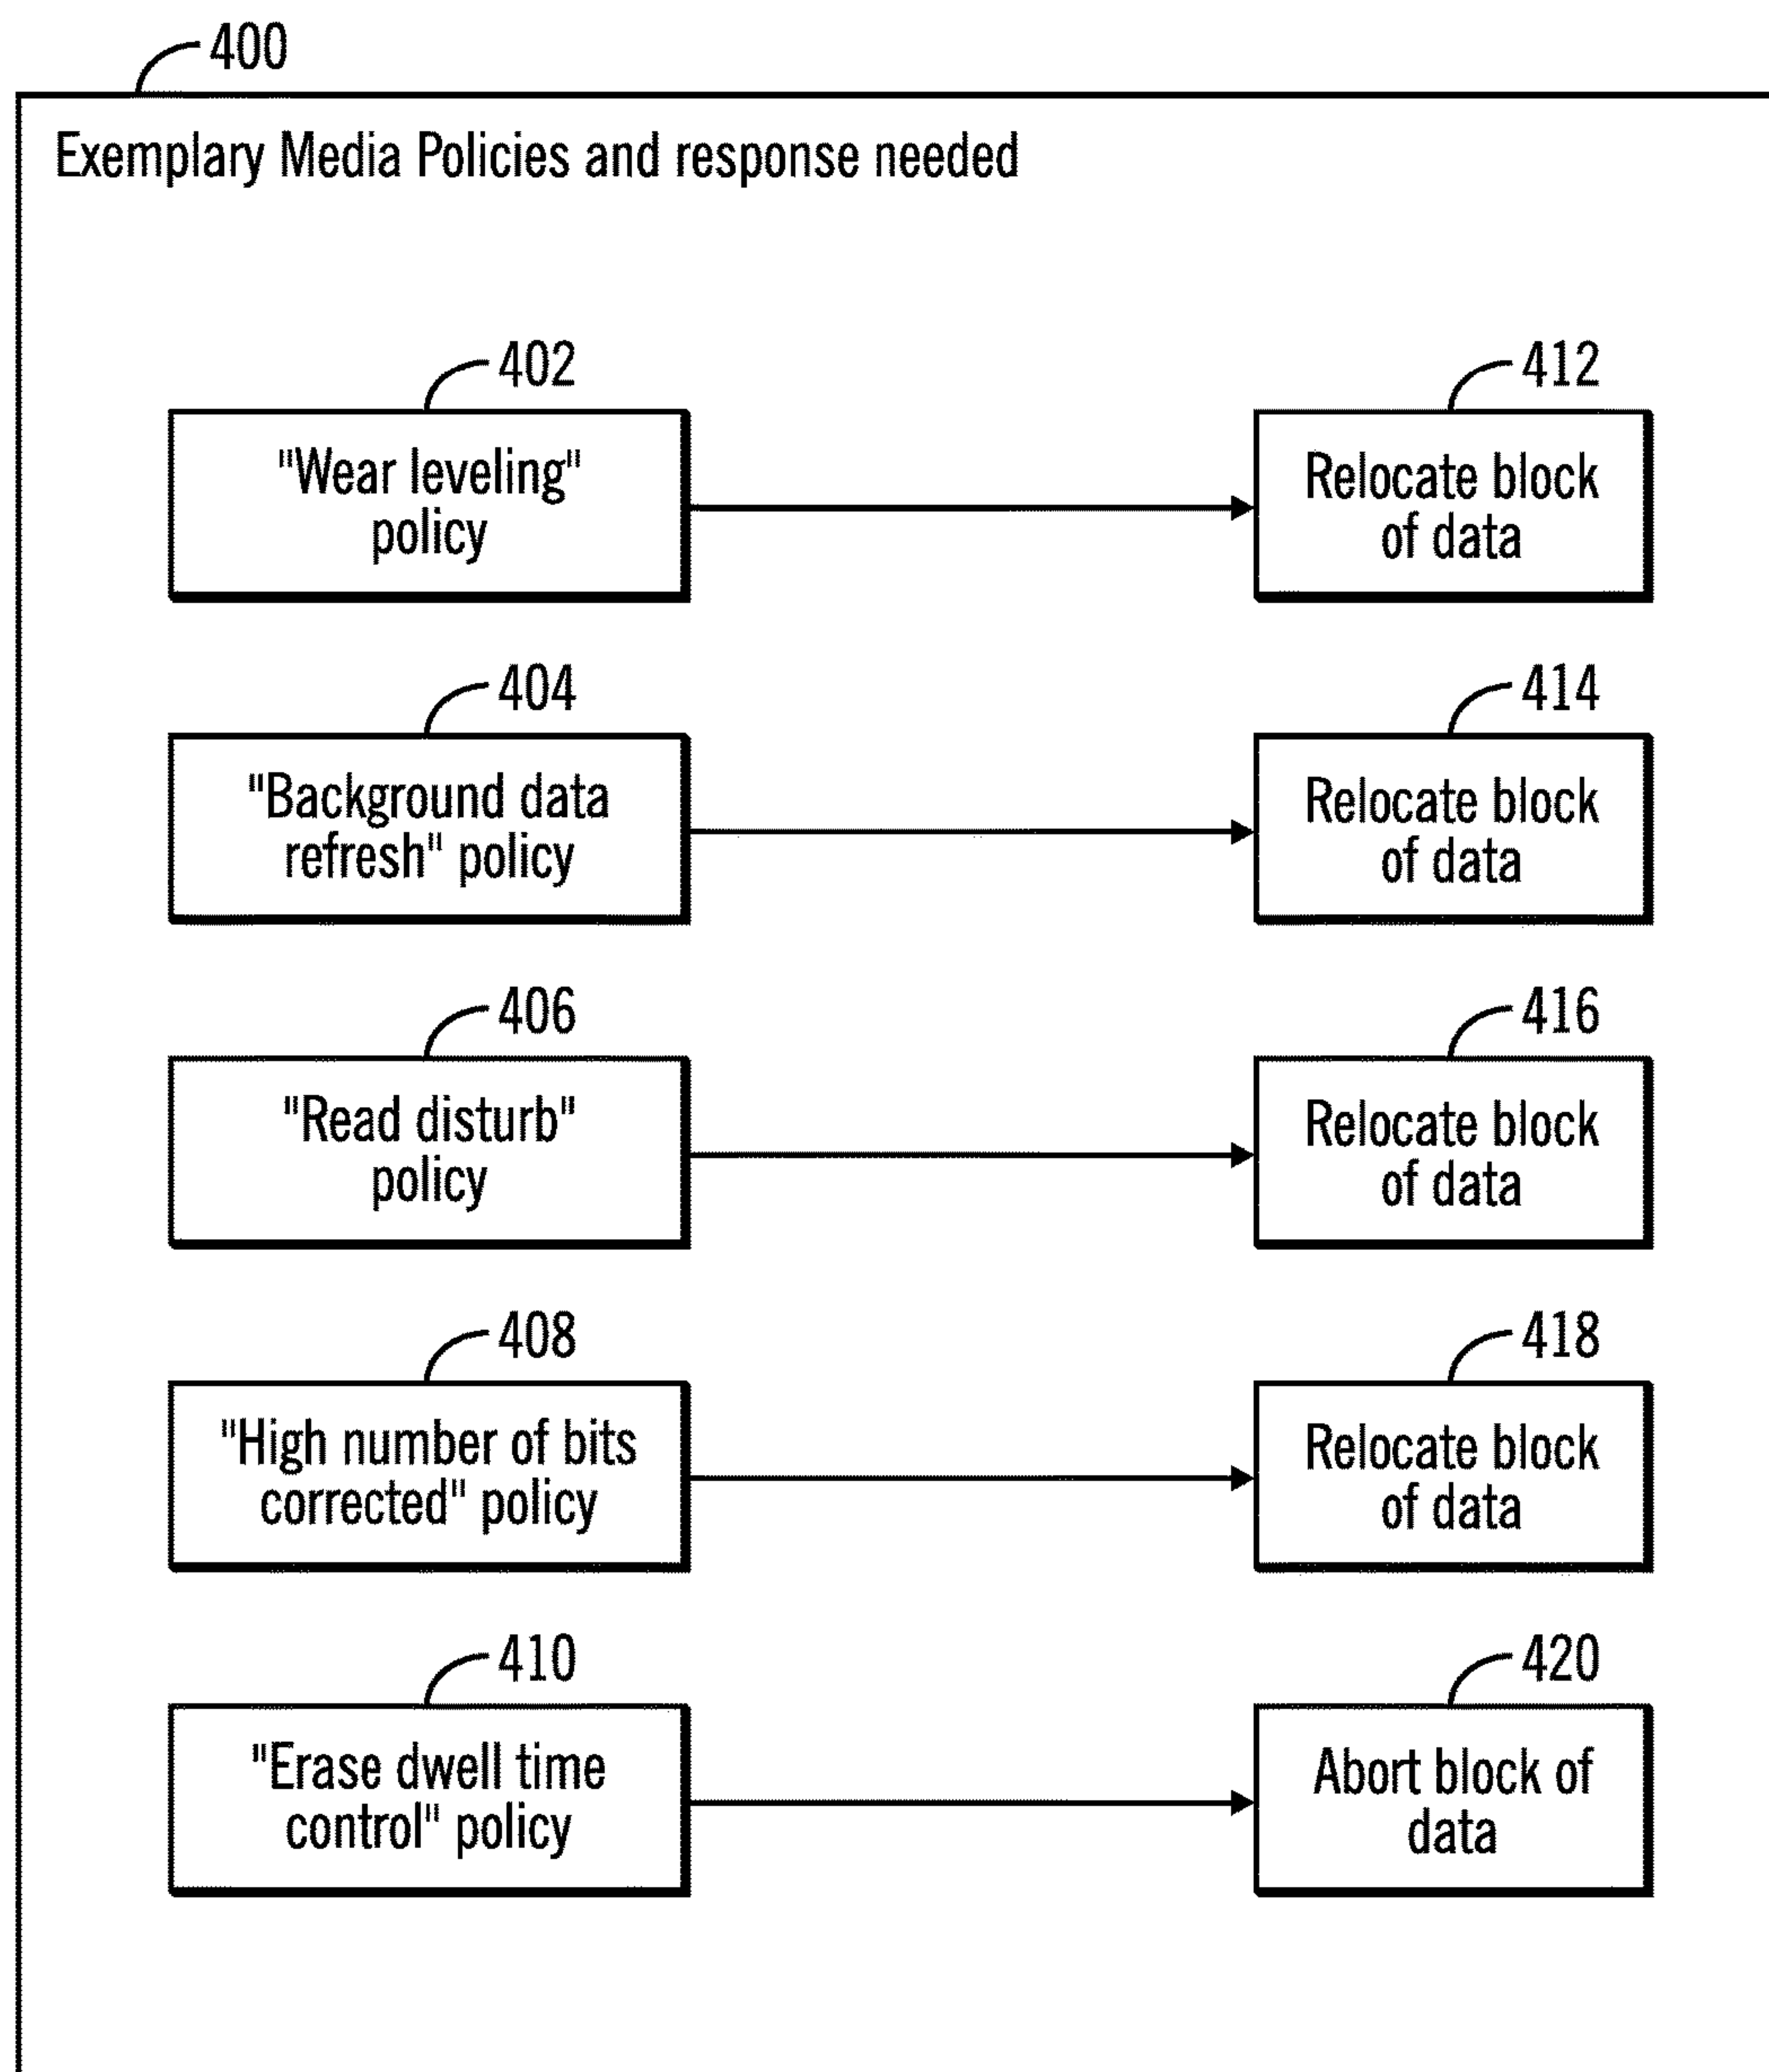 400
Exemplary Media Policies and response needed
402
"Wear leveling"
policy
412
Relocate block
of data
404
"Background data
refresh" policy
414
Relocate block
of data
406
"Read disturb"
policy
416
Relocate block
of data
408
"High number of bits
corrected" policy
418
Relocate block
of data
410
"Erase dwell time
control" policy
420
Abort block of
data